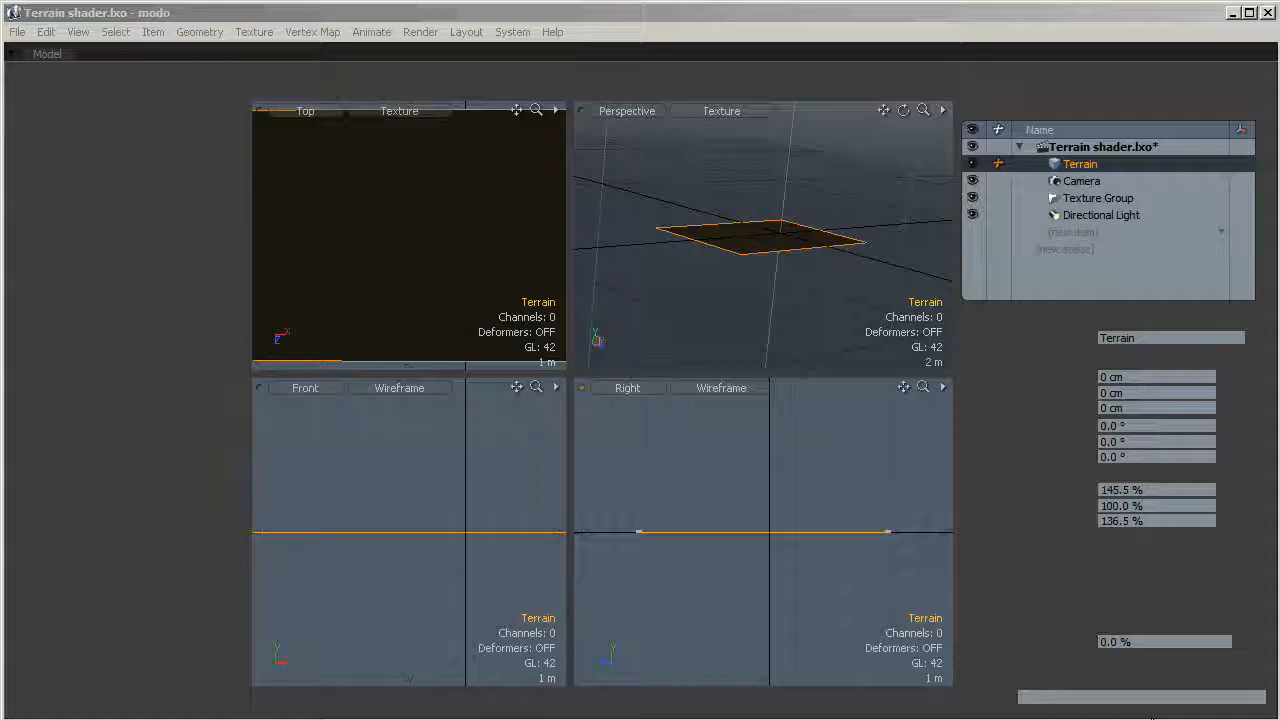 Terrain shader.lxo - modo
File Edit View Select Item Geometry Texture Vertex Map Animate Render Layout System Help
Model
Top Texture
Perspective Texture
Name
Terrain shader.lxo*
Terrain
Camera
Texture Group
Directional Light
(new item)
(new scene)
Terrain
Channels: 0
Deformers: OFF
GL: 42
1 m
X
Z
Terrain
Channels: 0
Deformers: OFF
GL: 42
2 m
Terrain
0 cm
0 cm
0 cm
0.0 °
0.0 °
0.0 °
145.5 %
100.0 %
136.5 %
Front Wireframe
Right Wireframe
Terrain
Channels: 0
Deformers: OFF
GL: 42
1 m
Y
Terrain
Channels: 0
Deformers: OFF
GL: 42
1 m
Y
0.0 %